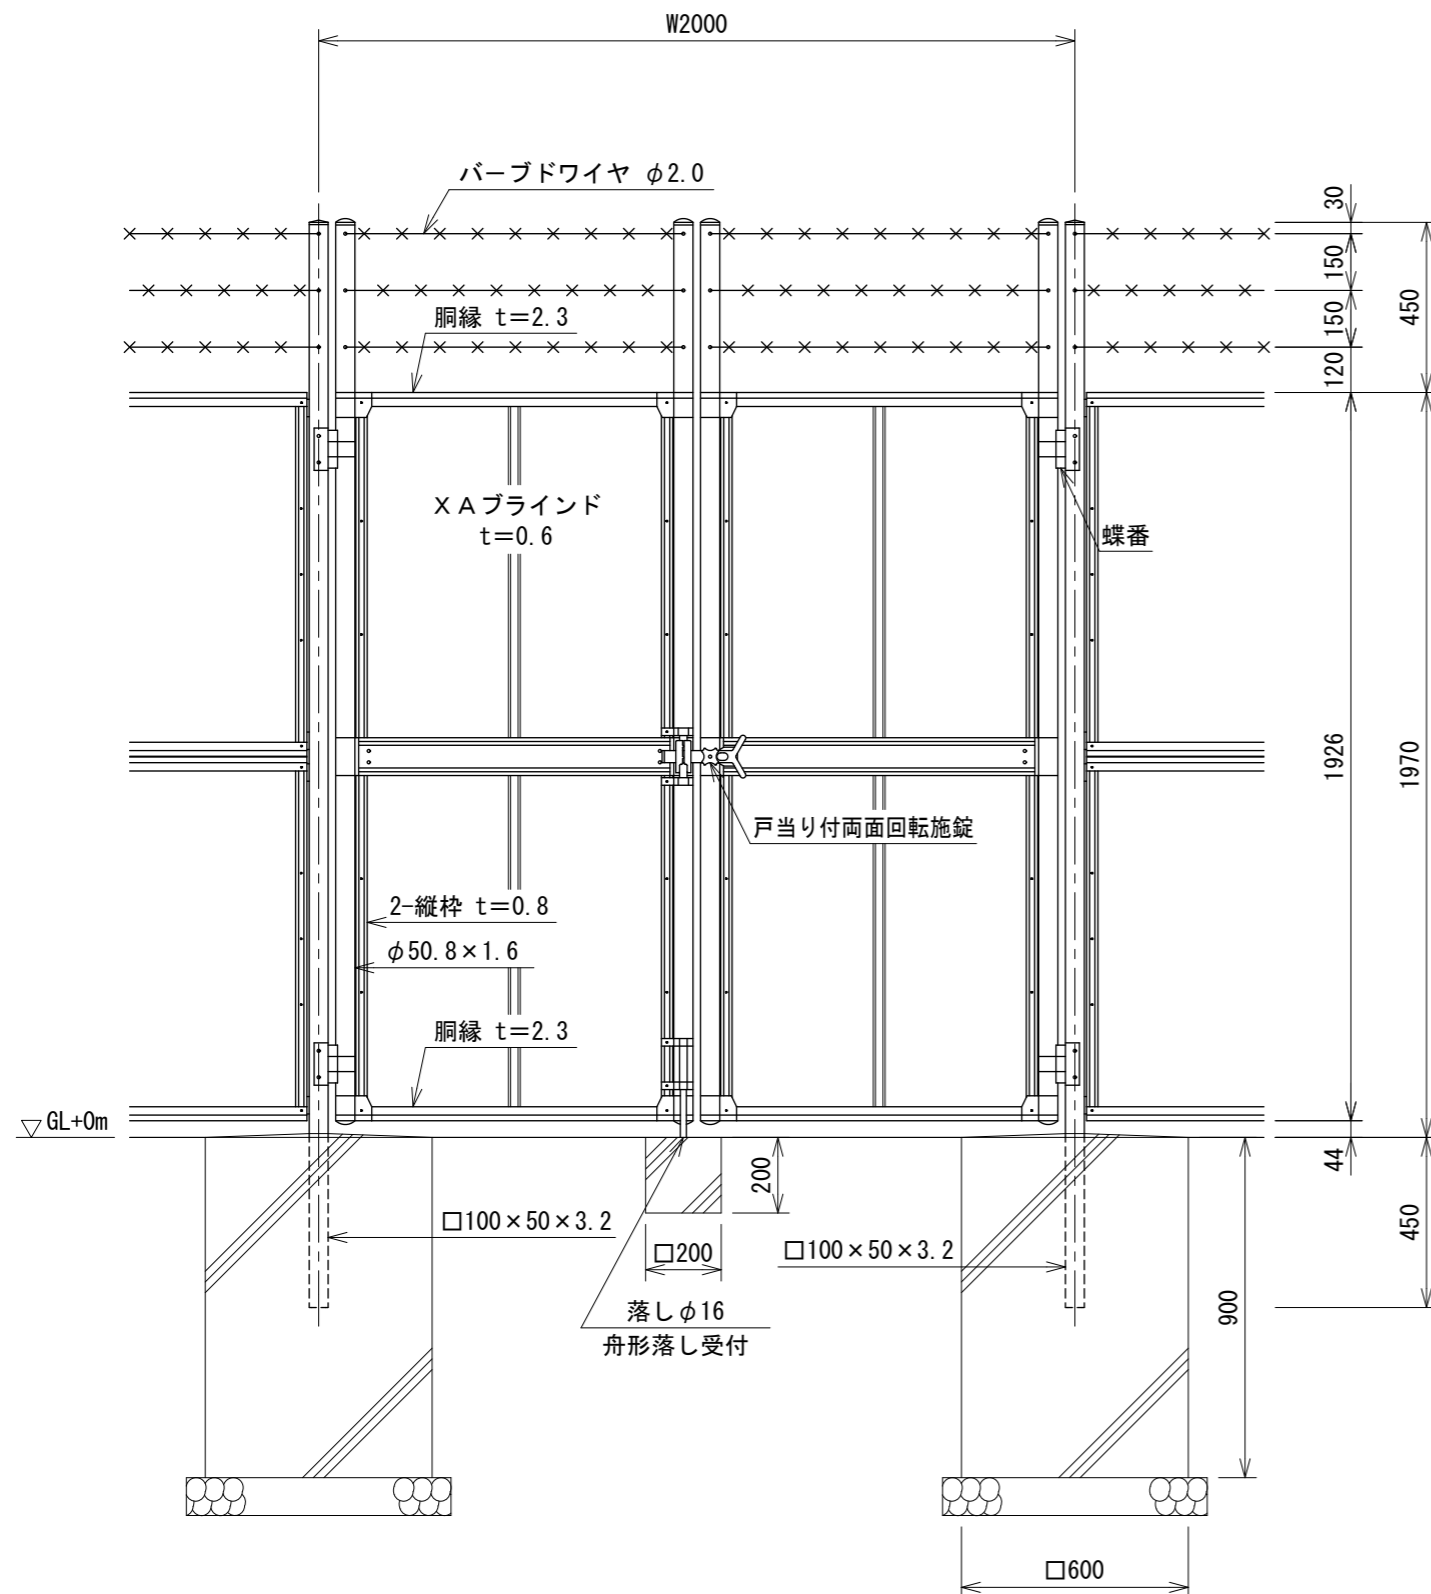 W2000
バーブドワイヤ φ2.0
30
150
150
120
450
胴縁 t=2.3
XAブラインド
t=0.6
蝶番
1926
1970
戸当り付両面回転施錠
2-縦枠 t=0.8
φ50.8×1.6
胴縁 t=2.3
GL+0m
44
200
450
□100×50×3.2
□200
□100×50×3.2
900
落しφ16
舟形落し受付
□600